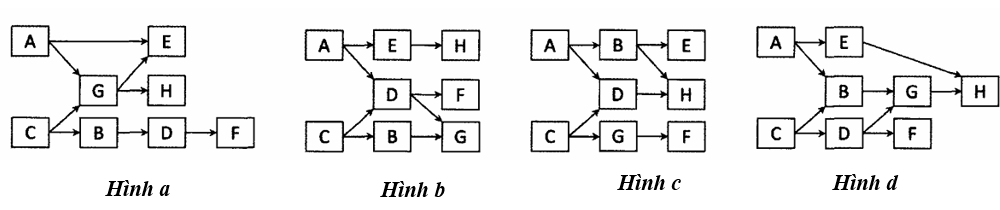 A E A E H A B E A E
G H D F D H B G H
C B D F C B G C G F C D F
Hình a Hình b Hình c Hình d